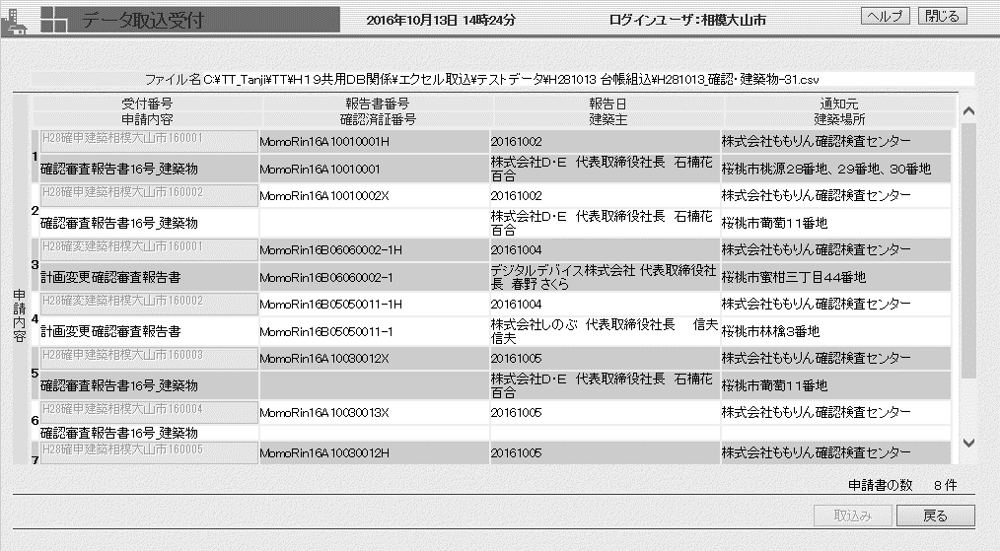 データ取込受付 2016年10月13日 14時24分 ログインユーザ:相模大山市 ヘルプ 閉じる
ファイル名 C:¥TT_Tanji¥TT¥H19共用DB関係¥エクセル取込¥テストデータ¥H281013 台帳組込¥H281013_確認・建築物-31.csv
受付番号 報告書番号 報告日 通知元
申請内容 確認済証番号 建築主 建築場所
申請内容
1
H28確申建築相模大山市160001 MomoRin16A10010001H 20161002 株式会社ももりん確認検査センター
確認審査報告書16号_建築物 MomoRin16A10010001 株式会社D・E 代表取締役社長 石楠花 桜桃市桃源28番地、29番地、30番地
百合
2
H28確申建築相模大山市160002 MomoRin16A10010002X 20161002 株式会社ももりん確認検査センター
確認審査報告書16号_建築物 株式会社D・E 代表取締役社長 石楠花 桜桃市葡萄11番地
百合
3
H28確変建築相模大山市160001 MomoRin16B06060002-1H 20161004 株式会社ももりん確認検査センター
計画変更確認審査報告書 MomoRin16B06060002-1 デジタルデバイス株式会社 代表取締役社 桜桃市蜜柑三丁目44番地
長 春野 さくら
4
H28確変建築相模大山市160002 MomoRin16B05050011-1H 20161004 株式会社ももりん確認検査センター
計画変更確認審査報告書 MomoRin16B05050011-1 株式会社しのぶ 代表取締役社長 信夫 桜桃市林檎3番地
信夫
5
H28確申建築相模大山市160003 MomoRin16A10030012X 20161005 株式会社ももりん確認検査センター
確認審査報告書16号_建築物 株式会社D・E 代表取締役社長 石楠花 桜桃市葡萄11番地
百合
6
H28確申建築相模大山市160004 MomoRin16A10030013X 20161005 株式会社ももりん確認検査センター
確認審査報告書16号_建築物
7
H28確申建築相模大山市160005 MomoRin16A10030012H 20161005 株式会社ももりん確認検査センター
申請書の数 8 件
取込み 戻る